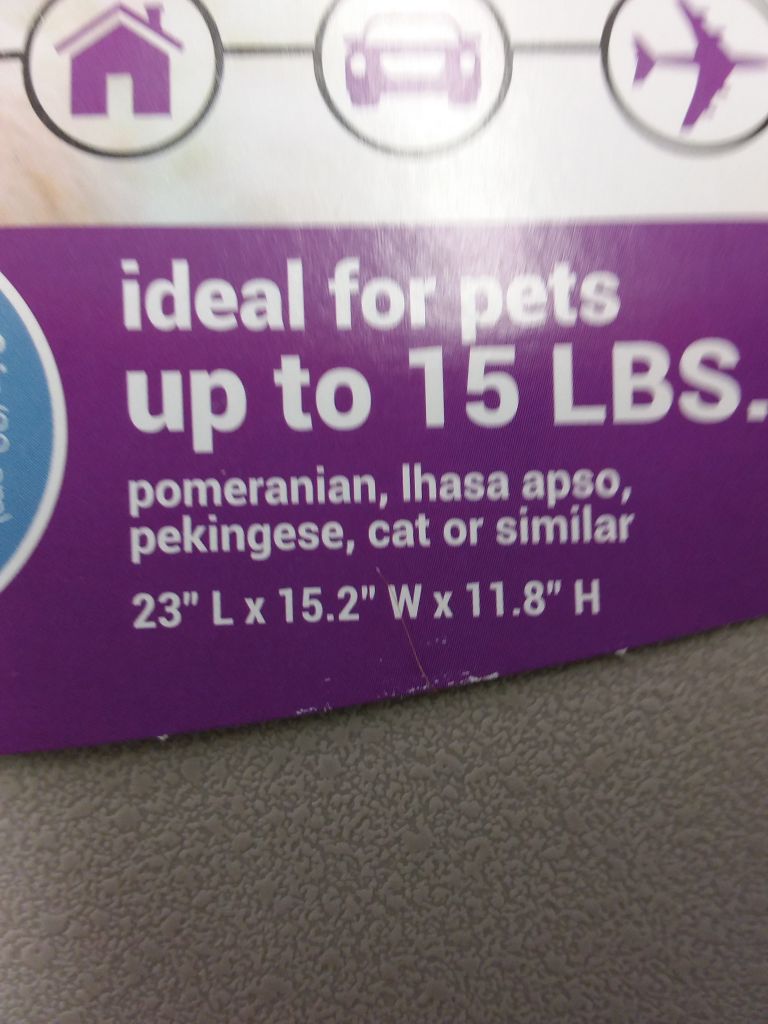 ideal for pets
up to 15 LBS.
pomeranian, lhasa apso,
pekingese, cat or similar
23" L x 15.2" W x 11.8" H